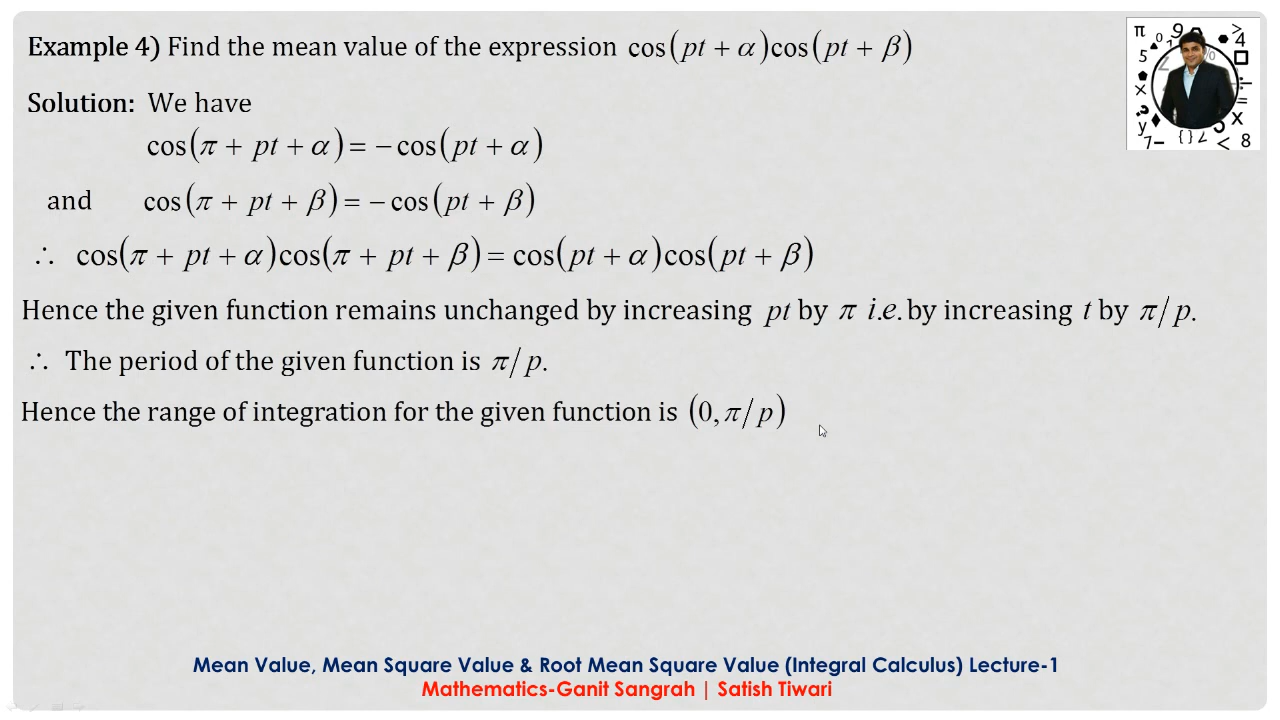 Example 4) Find the mean value of the expression cos(pt + α)cos(pt + β)
Solution: We have
cos(π + pt + α) = −cos(pt + α)
and cos(π + pt + β) = −cos(pt + β)
∴ cos(π + pt + α)cos(π + pt + β) = cos(pt + α)cos(pt + β)
Hence the given function remains unchanged by increasing pt by π i.e. by increasing t by π/p.
∴ The period of the given function is π/p.
Hence the range of integration for the given function is (0, π/p)
Mean Value, Mean Square Value & Root Mean Square Value (Integral Calculus) Lecture-1
Mathematics-Ganit Sangrah | Satish Tiwari